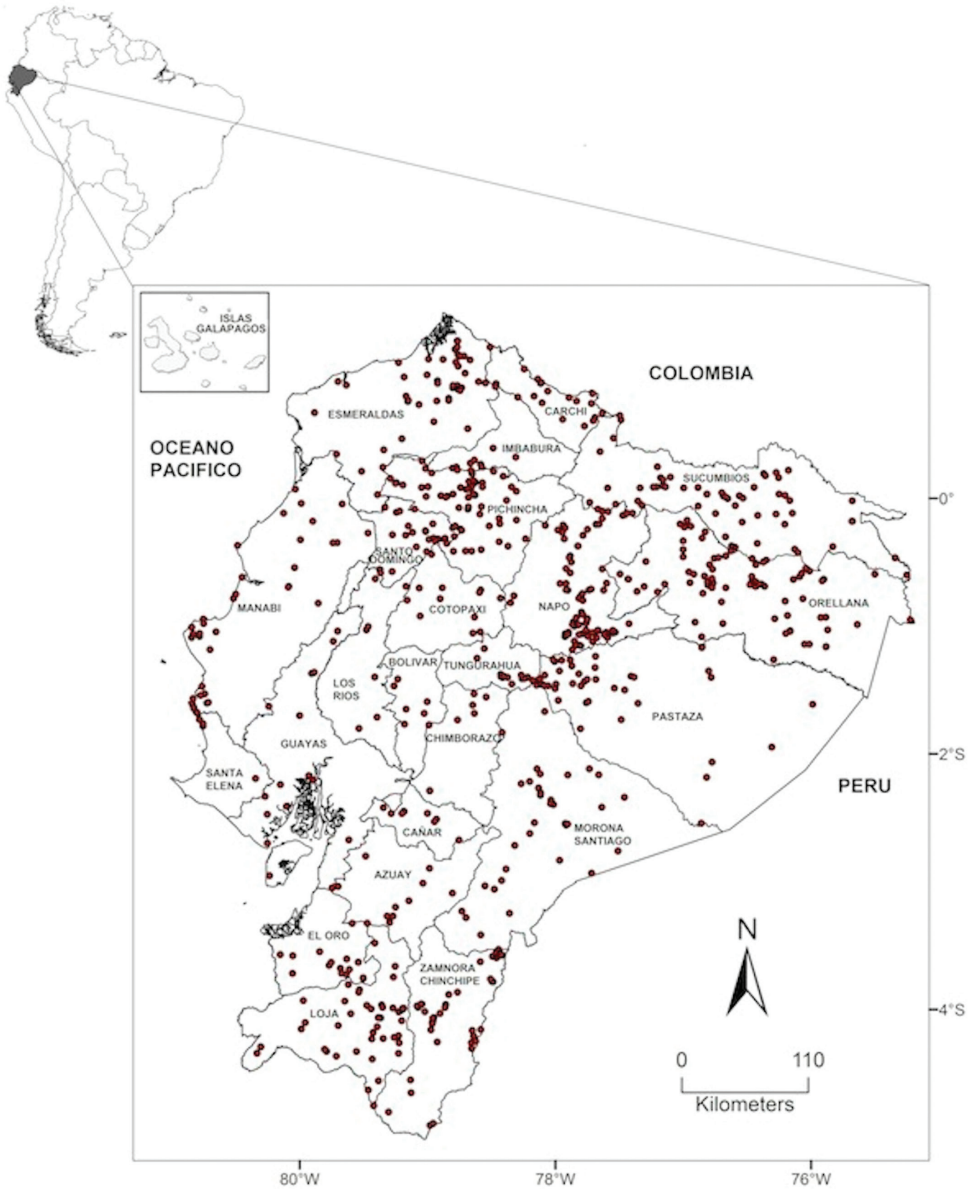 ISLAS
GALAPAGOS
COLOMBIA
OCEANO
PACIFICO
ESMERALDAS
CARCHI
IMBABURA
SUCUMBIOS
0°
PICHINCHA
SANTO
DOMINGO
MANABI
COTOPAXI
NAPO
ORELLANA
BOLIVAR
TUNGURAHUA
LOS
RIOS
PASTAZA
GUAYAS
CHIMBORAZO
SANTA
ELENA
2°S
PERU
MORONA
SANTIAGO
CAÑAR
AZUAY
EL ORO
N
ZAMNORA
CHINCHIPE
LOJA
4°S
0 110
Kilometers
80°W 78°W 76°W